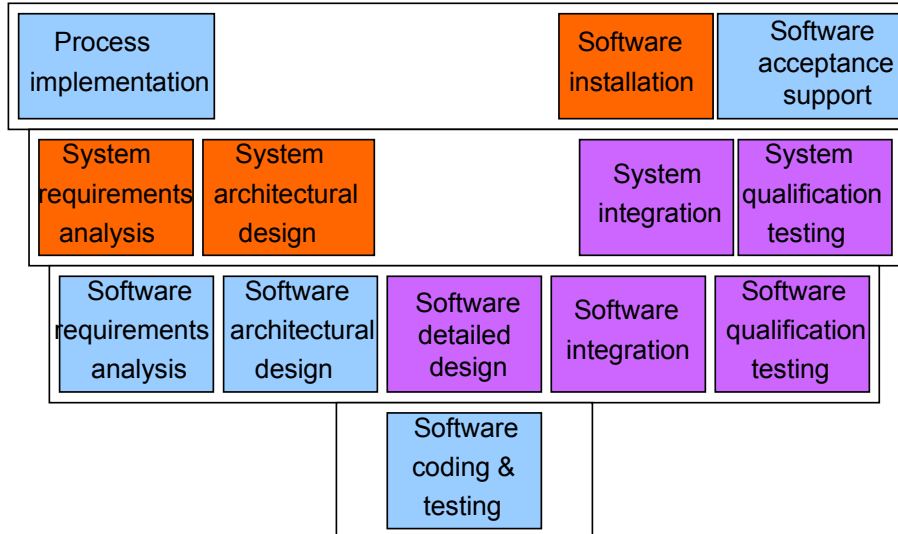 Process
implementation
Software
installation
Software
acceptance
support
System
requirements
analysis
System
architectural
design
System
integration
System
qualification
testing
Software
requirements
analysis
Software
architectural
design
Software
detailed
design
Software
integration
Software
qualification
testing
Software
coding &
testing